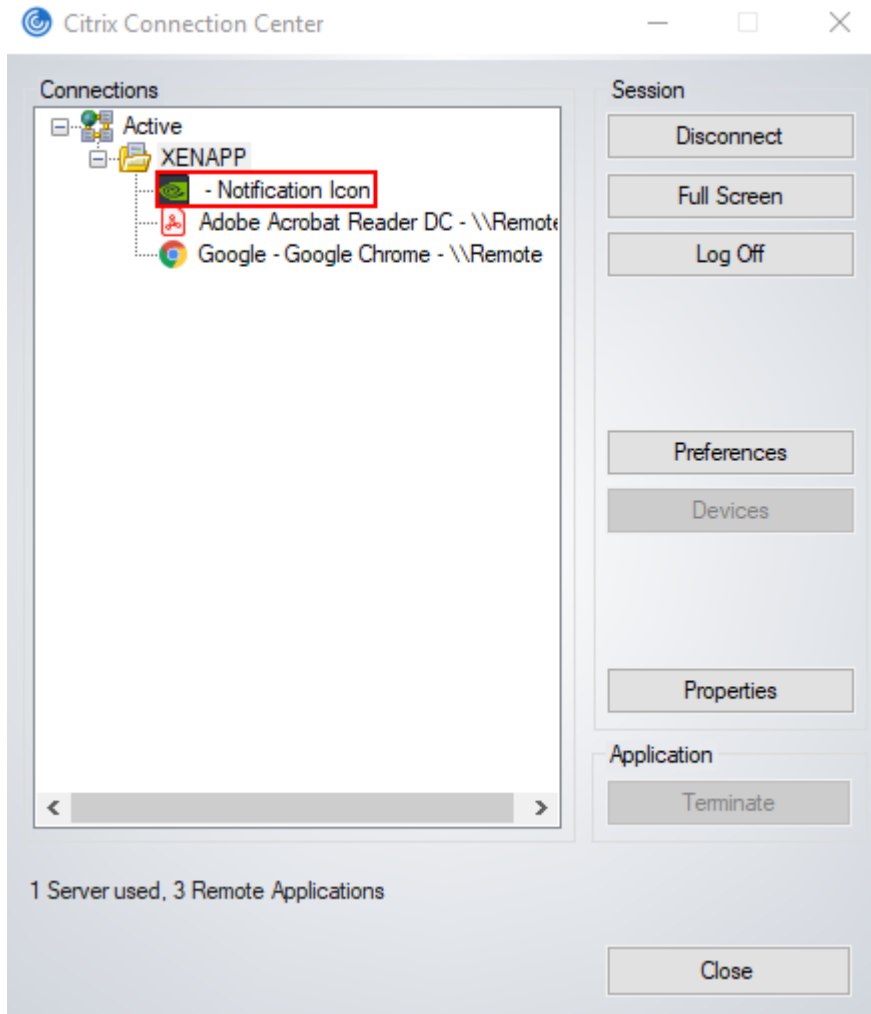 Citrix Connection Center
Connections
Active
XENAPP
- Notification Icon
Adobe Acrobat Reader DC - \\Remote
Google - Google Chrome - \\Remote
1 Server used, 3 Remote Applications
Session
Disconnect
Full Screen
Log Off
Preferences
Devices
Properties
Application
Terminate
Close